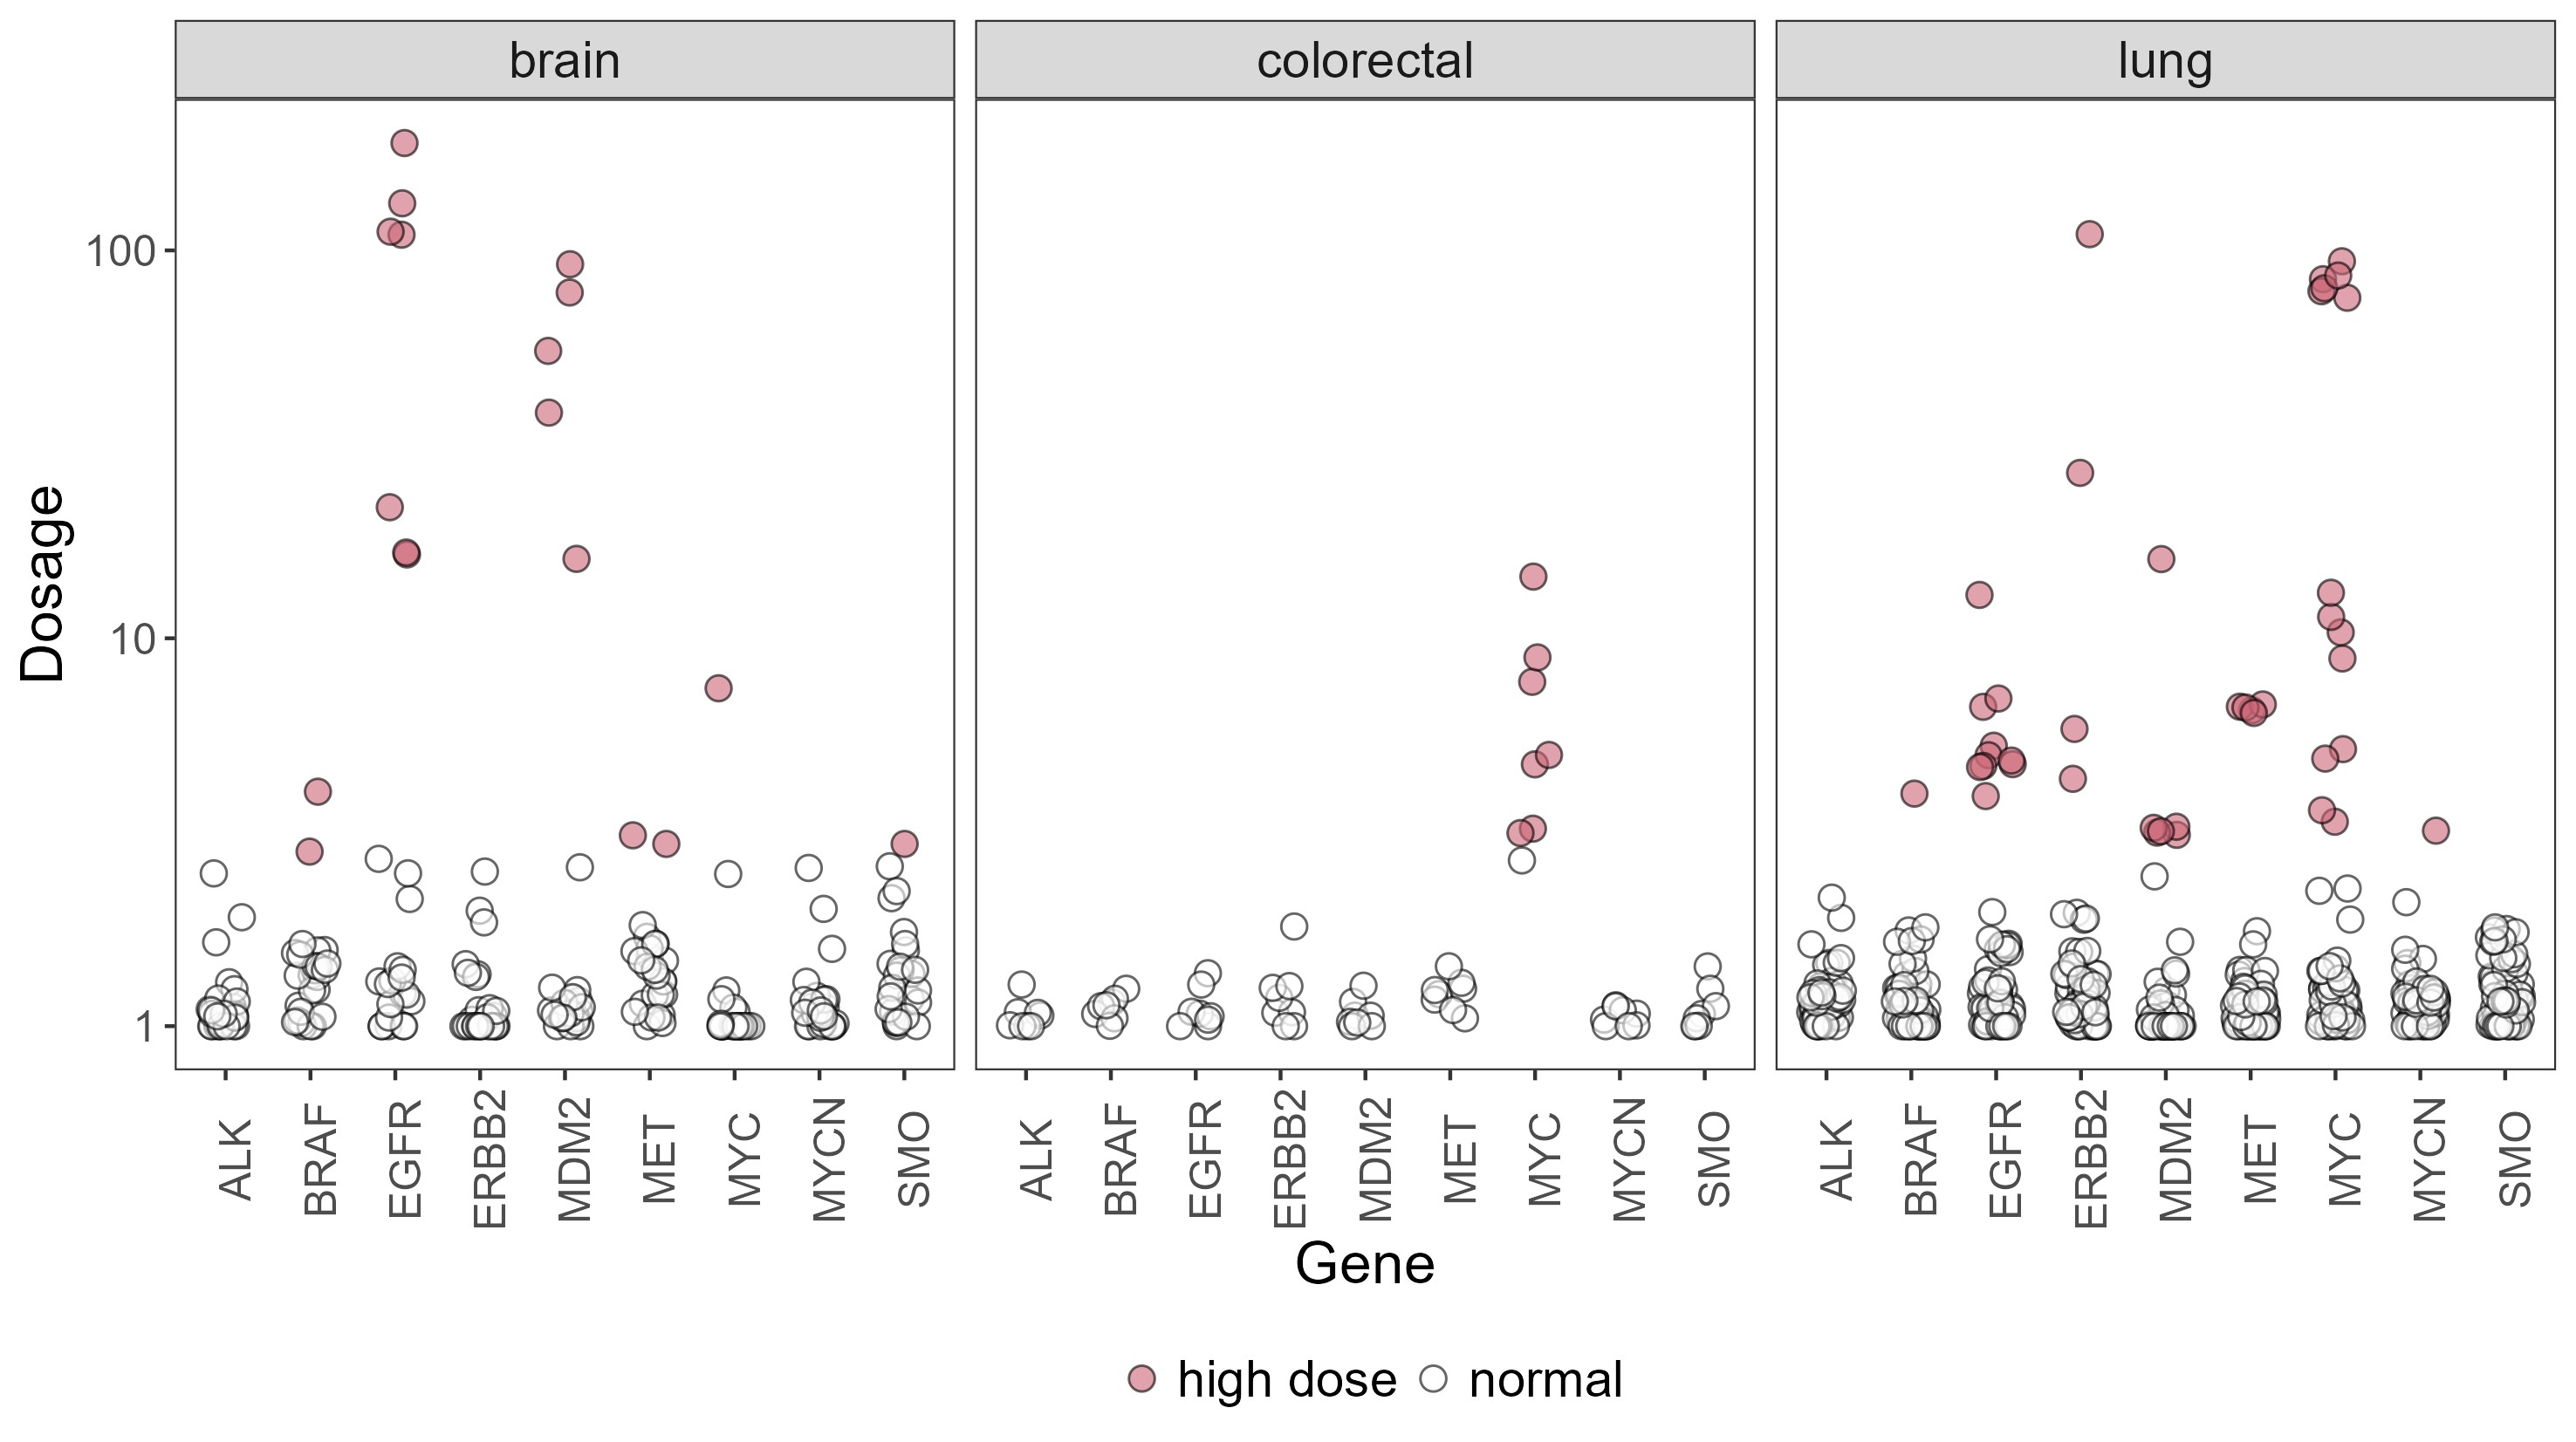 brain
colorectal
lung
Dosage
100
10
1
ALK BRAF EGFR ERBB2 MDM2 MET MYC MYCN SMO
ALK BRAF EGFR ERBB2 MDM2 MET MYC MYCN SMO
ALK BRAF EGFR ERBB2 MDM2 MET MYC MYCN SMO
Gene
high dose normal